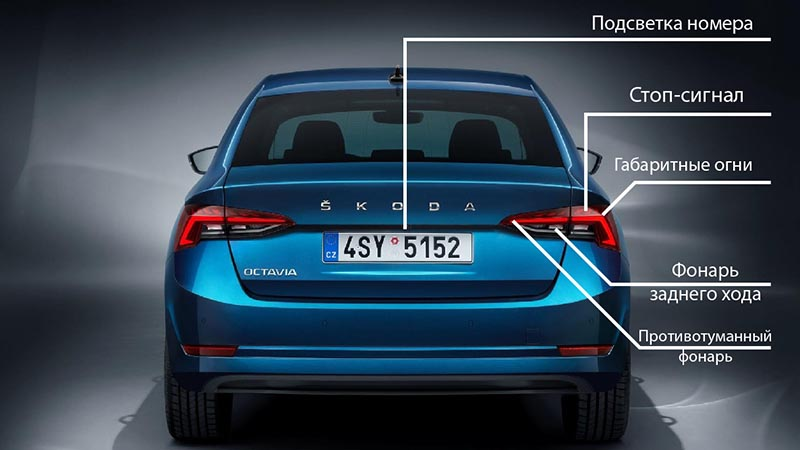 Подсветка номера
Стоп-сигнал
Габаритные огни
ŠKODA
4SY 5152
CZ
OCTAVIA
Фонарь
заднего хода
Противотуманный
фонарь